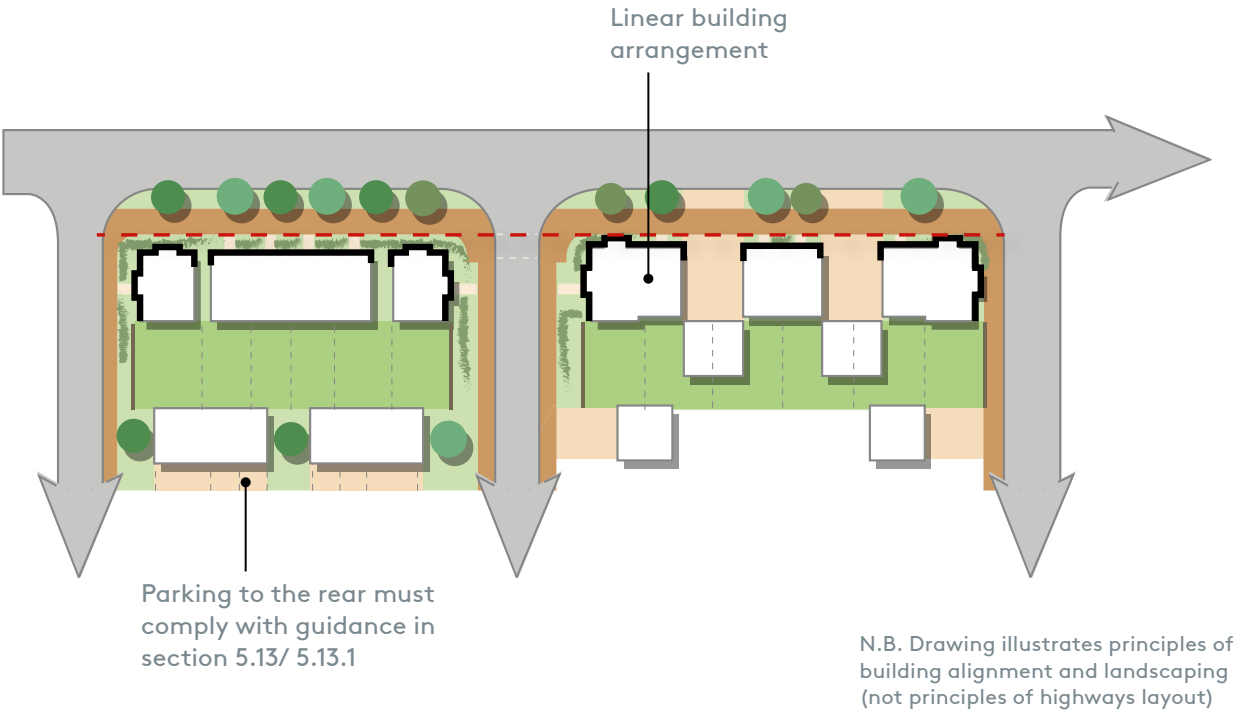 Linear building
arrangement
Parking to the rear must
comply with guidance in
section 5.13/ 5.13.1
N.B. Drawing illustrates principles of
building alignment and landscaping
(not principles of highways layout)